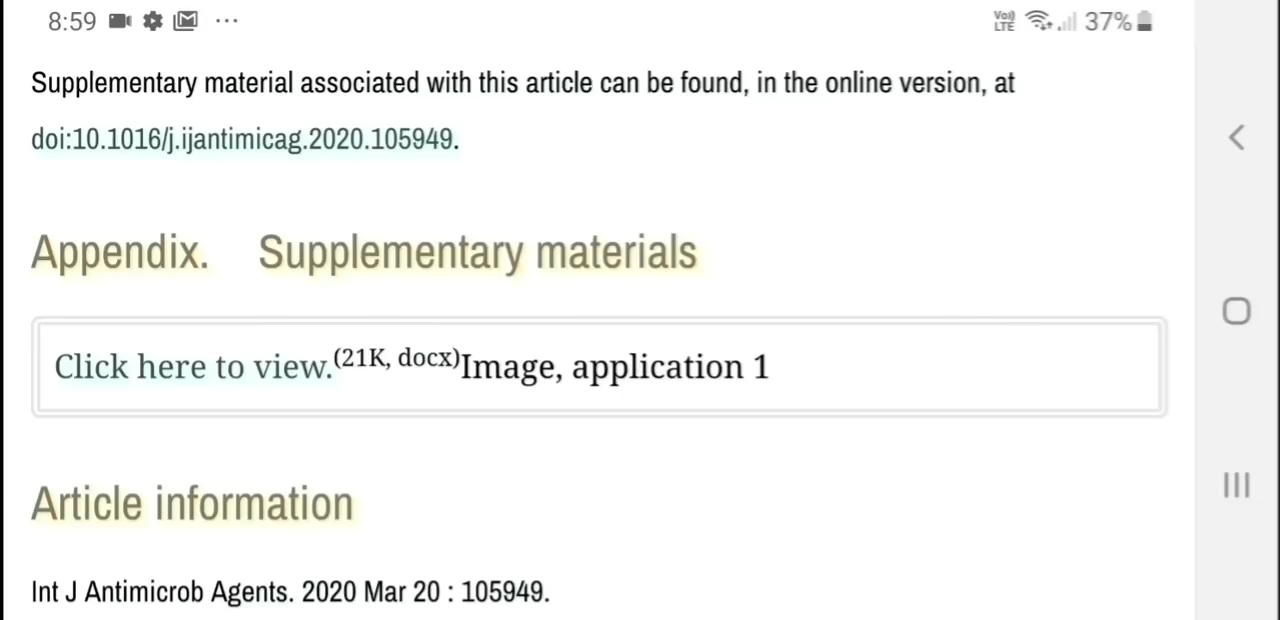 8:59 ... Vo)) LTE 37%
Supplementary material associated with this article can be found, in the online version, at
doi:10.1016/j.ijantimicag.2020.105949.
Appendix. Supplementary materials
Click here to view.(21K, docx)Image, application 1
Article information
Int J Antimicrob Agents. 2020 Mar 20 : 105949.